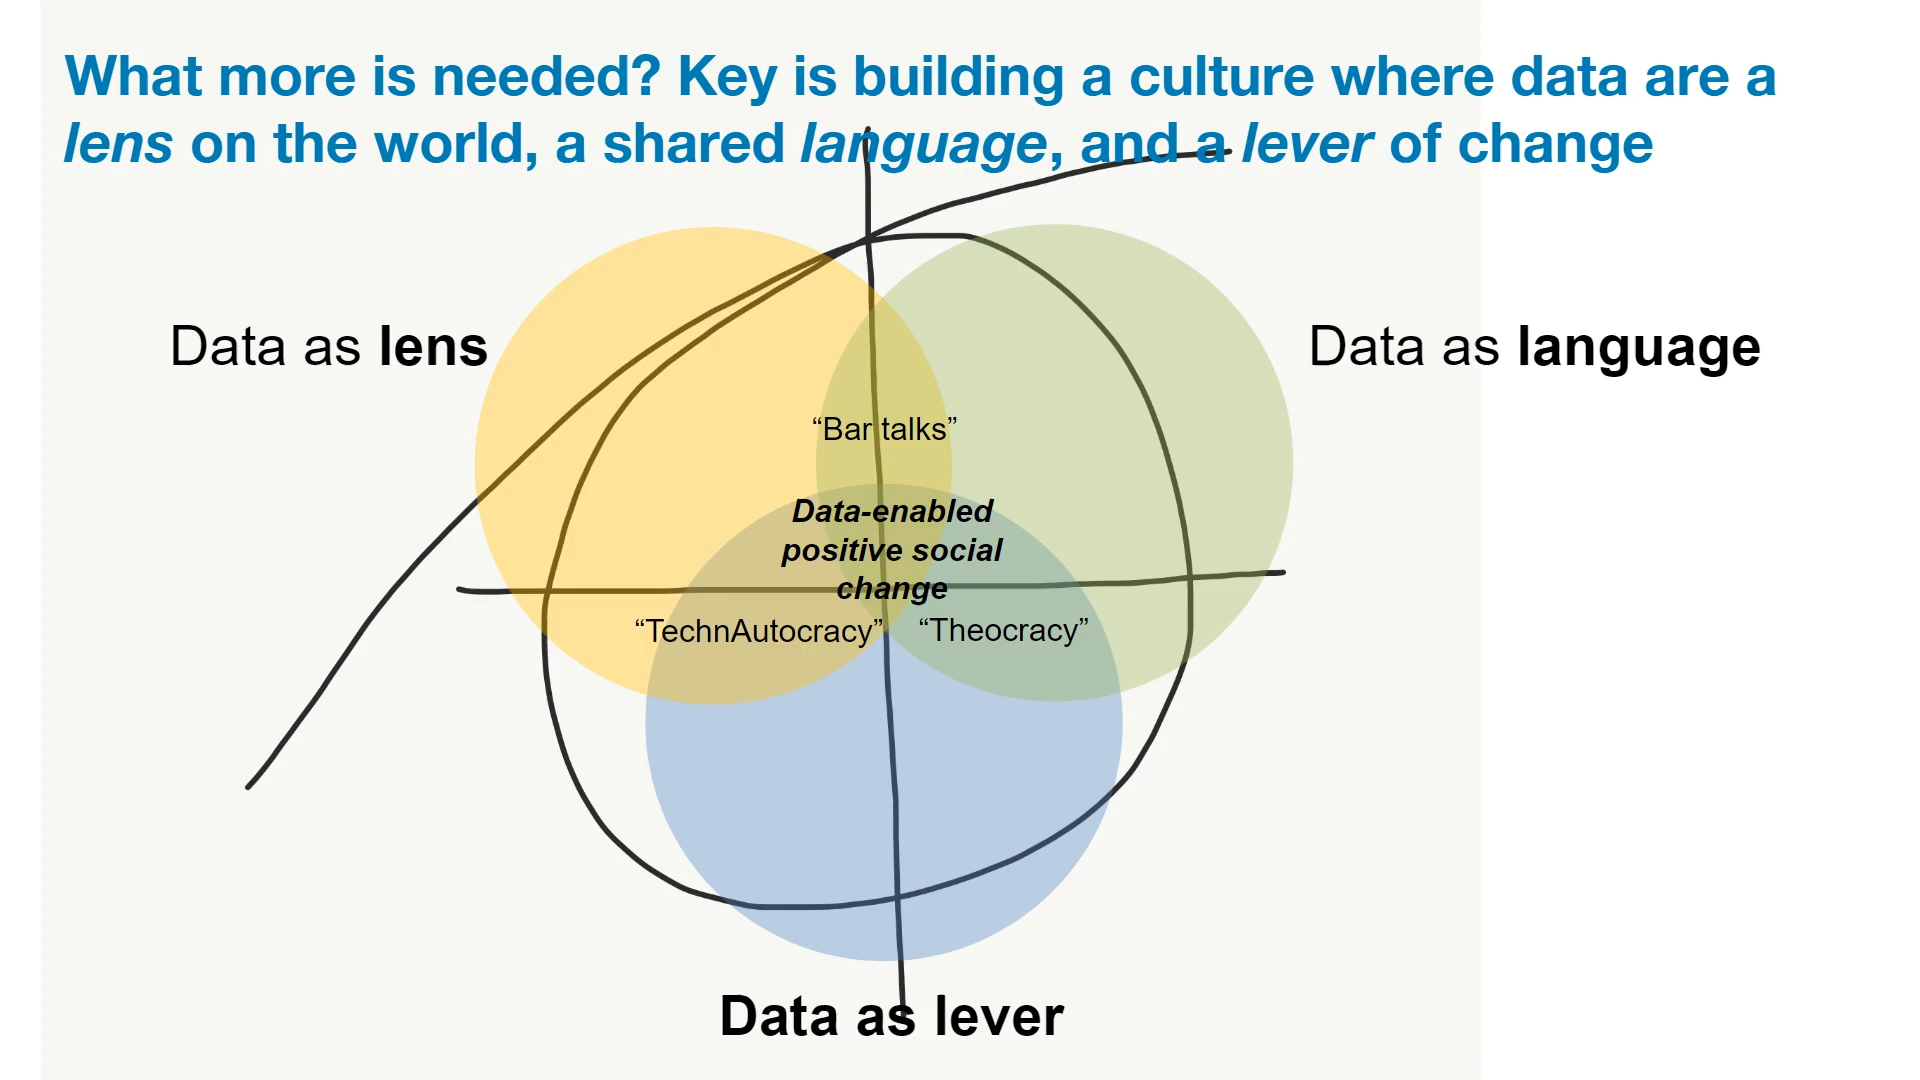 What more is needed? Key is building a culture where data are a
lens on the world, a shared language, and a lever of change
Data as lens
Data as language
“Bar talks”
Data-enabled
positive social
change
“TechnAutocracy”
“Theocracy”
Data as lever